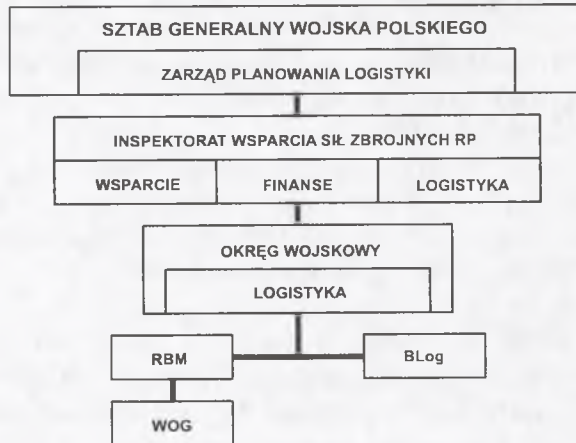 SZTAB GENERALNY WOJSKA POLSKIEGO
ZARZĄD PLANOWANIA LOGISTYKI
INSPEKTORAT WSPARCIA SIŁ ZBROJNYCH RP
WSPARCIE FINANSE LOGISTYKA
OKRĘG WOJSKOWY
LOGISTYKA
RBM BLog
WOG